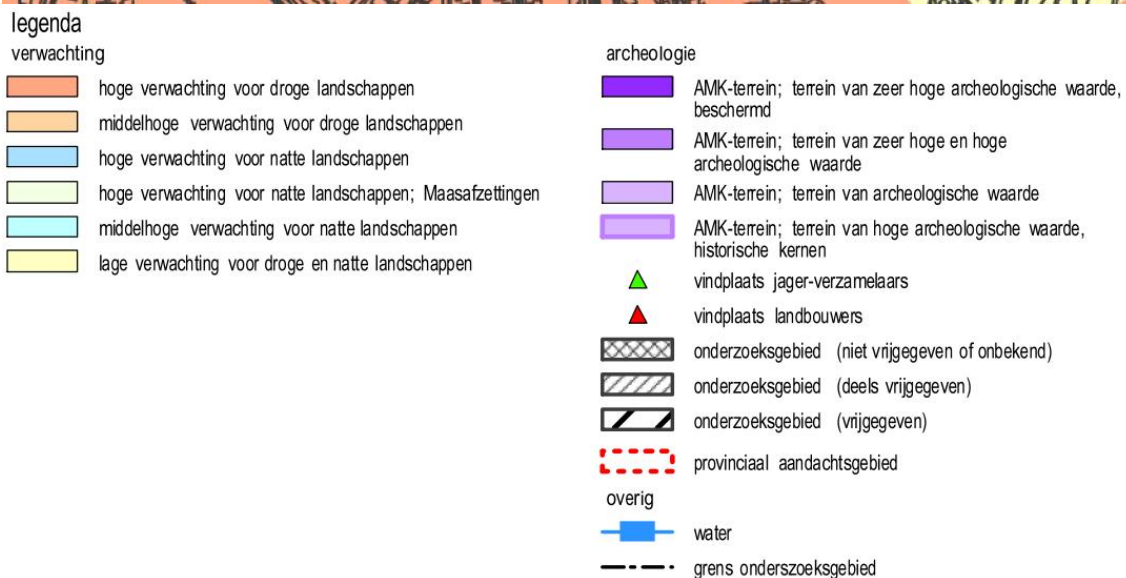 legenda
verwachting
hoge verwachting voor droge landschappen
middelhoge verwachting voor droge landschappen
hoge verwachting voor natte landschappen
hoge verwachting voor natte landschappen; Maasafzettingen
middelhoge verwachting voor natte landschappen
lage verwachting voor droge en natte landschappen
archeologie
AMK-terrein; terrein van zeer hoge archeologische waarde,
beschermd
AMK-terrein; terrein van zeer hoge en hoge
archeologische waarde
AMK-terrein; terrein van archeologische waarde
AMK-terrein; terrein van hoge archeologische waarde,
historische kernen
vindplaats jager-verzamelaars
vindplaats landbouwers
onderzoeksgebied (niet vrijgegeven of onbekend)
onderzoeksgebied (deels vrijgegeven)
onderzoeksgebied (vrijgegeven)
provinciaal aandachtsgebied
overig
water
grens onderszoeksgebied